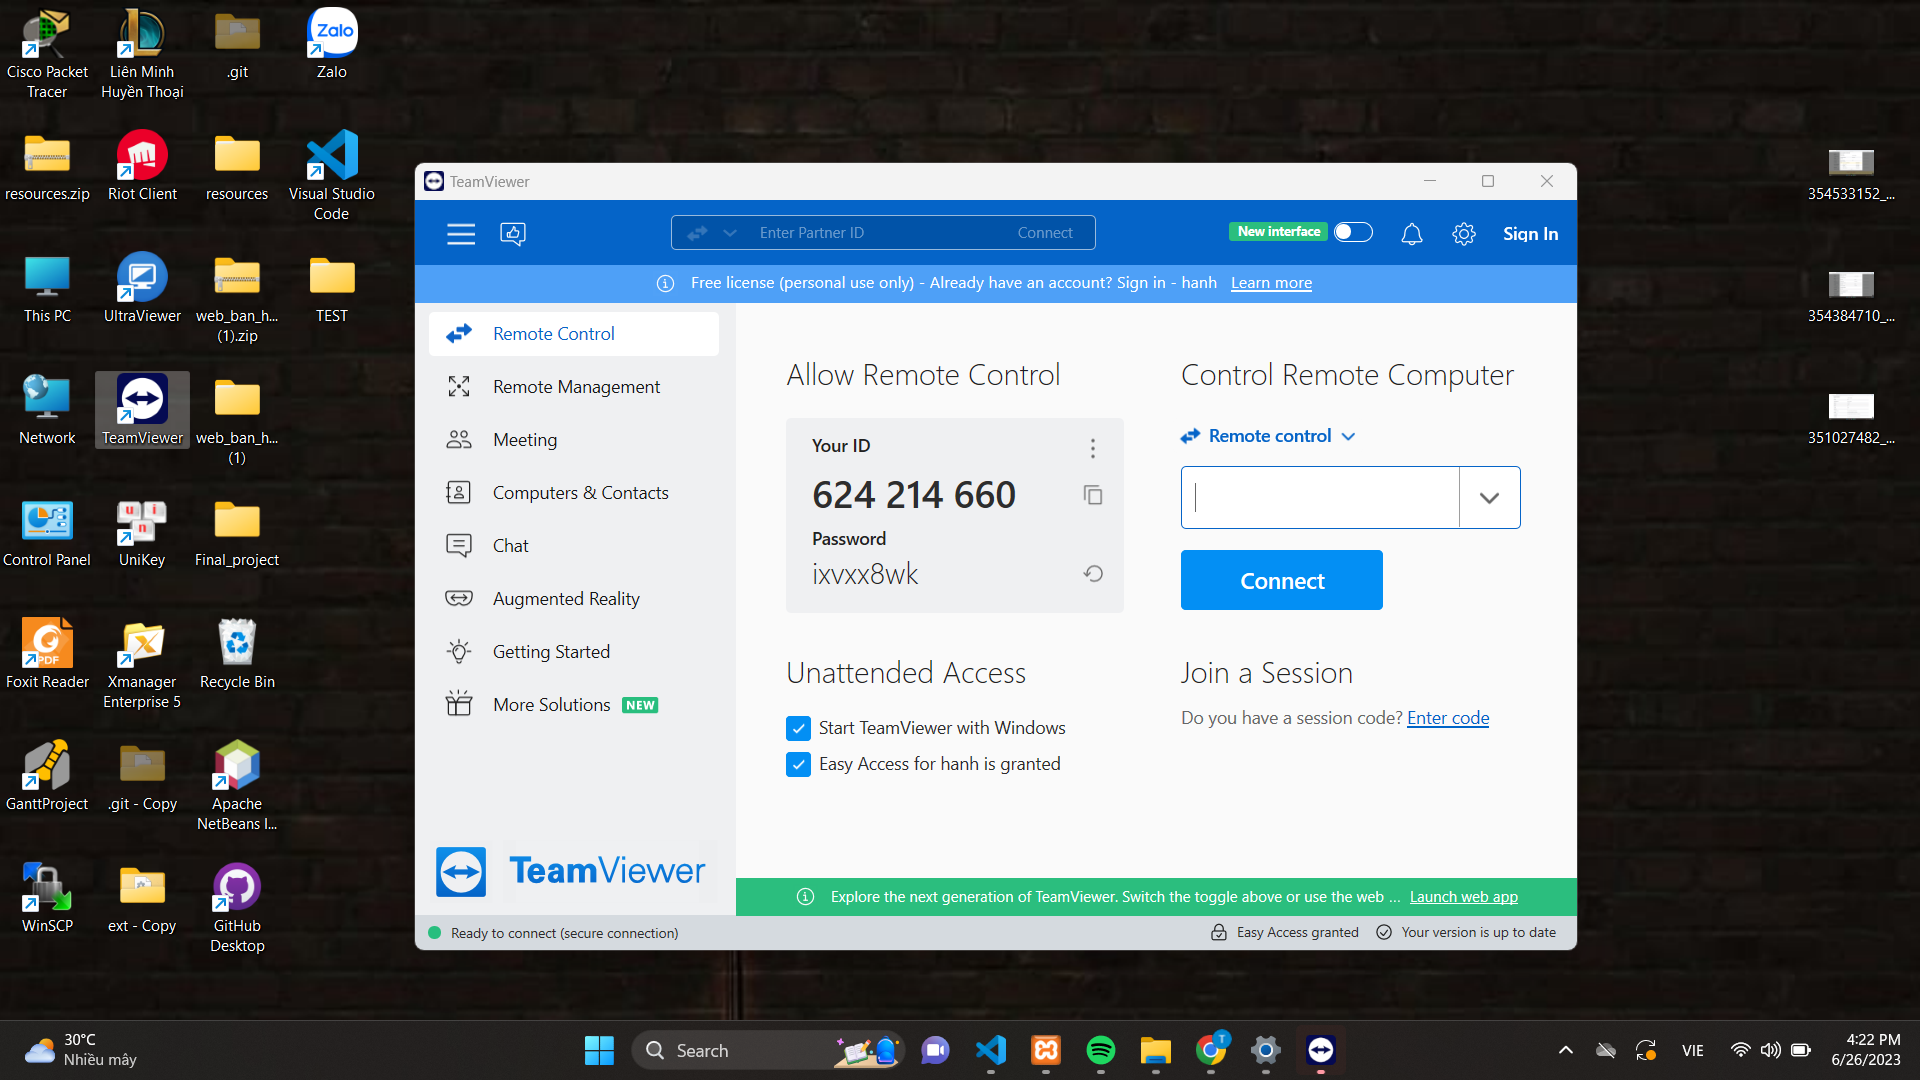 Cisco Packet
Tracer
Liên Minh
Huyền Thoại
.git
Zalo
Zalo
resources.zip
Riot Client
resources
Visual Studio
Code
This PC
UltraViewer
web_ban_h...
(1).zip
TEST
Network
TeamViewer
web_ban_h...
(1)
Control Panel
u n i
UniKey
Final_project
PDF
Foxit Reader
Xmanager
Enterprise 5
Recycle Bin
GanttProject
.git - Copy
Apache
NetBeans I...
WinSCP
ext - Copy
GitHub
Desktop
TeamViewer
Enter Partner ID
Connect
New interface
Sign In
Free license (personal use only) - Already have an account? Sign in - hanh Learn more
Remote Control
Remote Management
Meeting
Computers & Contacts
Chat
Augmented Reality
Getting Started
More Solutions NEW
TeamViewer
Allow Remote Control
Your ID
624 214 660
Password
ixvxx8wk
Unattended Access
Start TeamViewer with Windows
Easy Access for hanh is granted
Control Remote Computer
Remote control
Connect
Join a Session
Do you have a session code? Enter code
Explore the next generation of TeamViewer. Switch the toggle above or use the web ... Launch web app
Ready to connect (secure connection)
Easy Access granted
Your version is up to date
354533152_...
354384710_...
351027482_...
30°C
Nhiều mây
Search
T
VIE
4:22 PM
6/26/2023